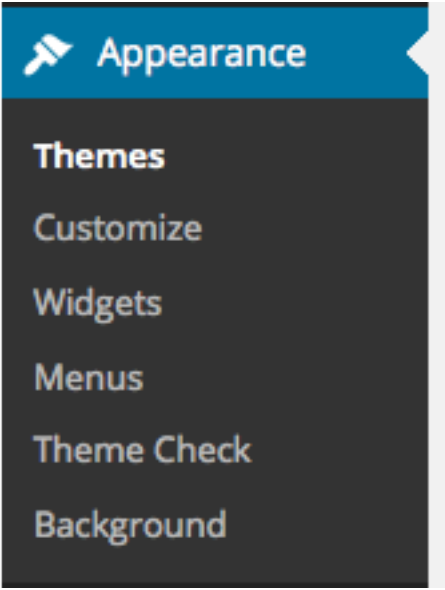 Appearance
Themes
Customize
Widgets
Menus
Theme Check
Background